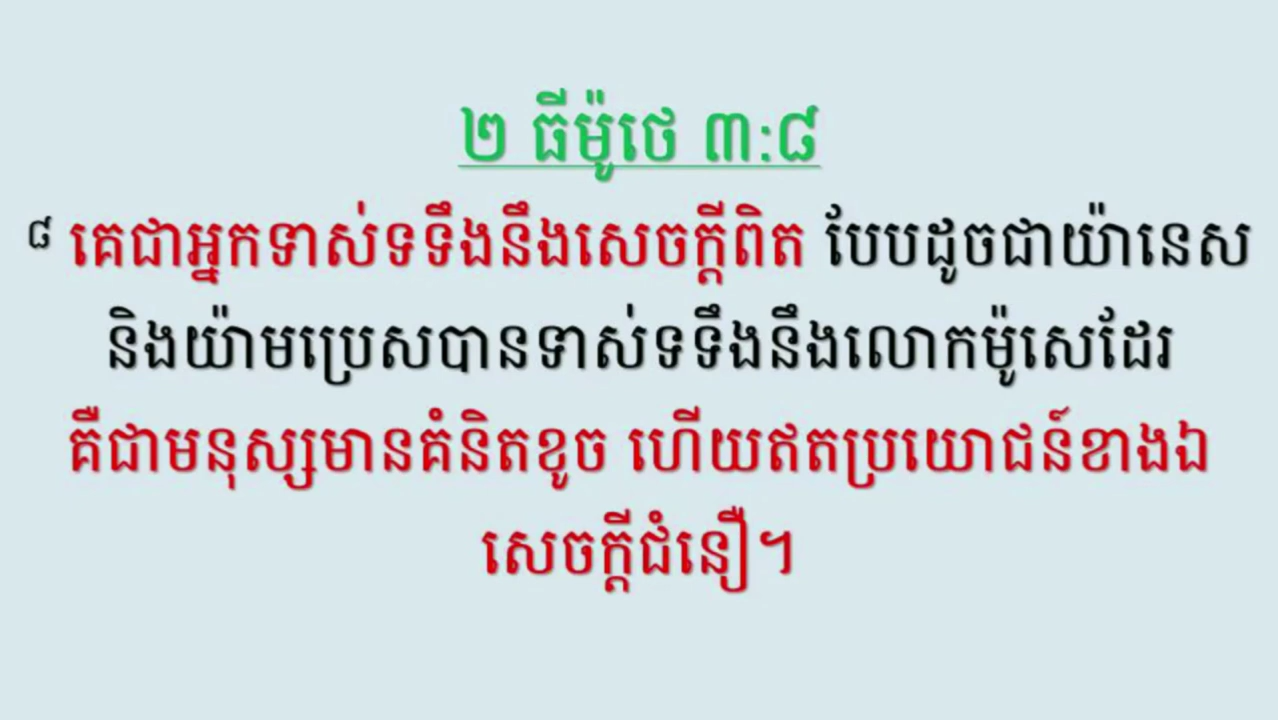 ២ ធីម៉ូថេ ៣:៨
៨ គេជាអ្នកទាស់ទទឹងនឹងសេចក្ដីពិត បែបដូចជាយ៉ានេស
និងយ៉ាមប្រេសបានទាស់ទទឹងនឹងលោកម៉ូសេដែរ
គឺជាមនុស្សមានគំនិតខូច ហើយឥតប្រយោជន៍ខាងឯ
សេចក្ដីជំនឿ។